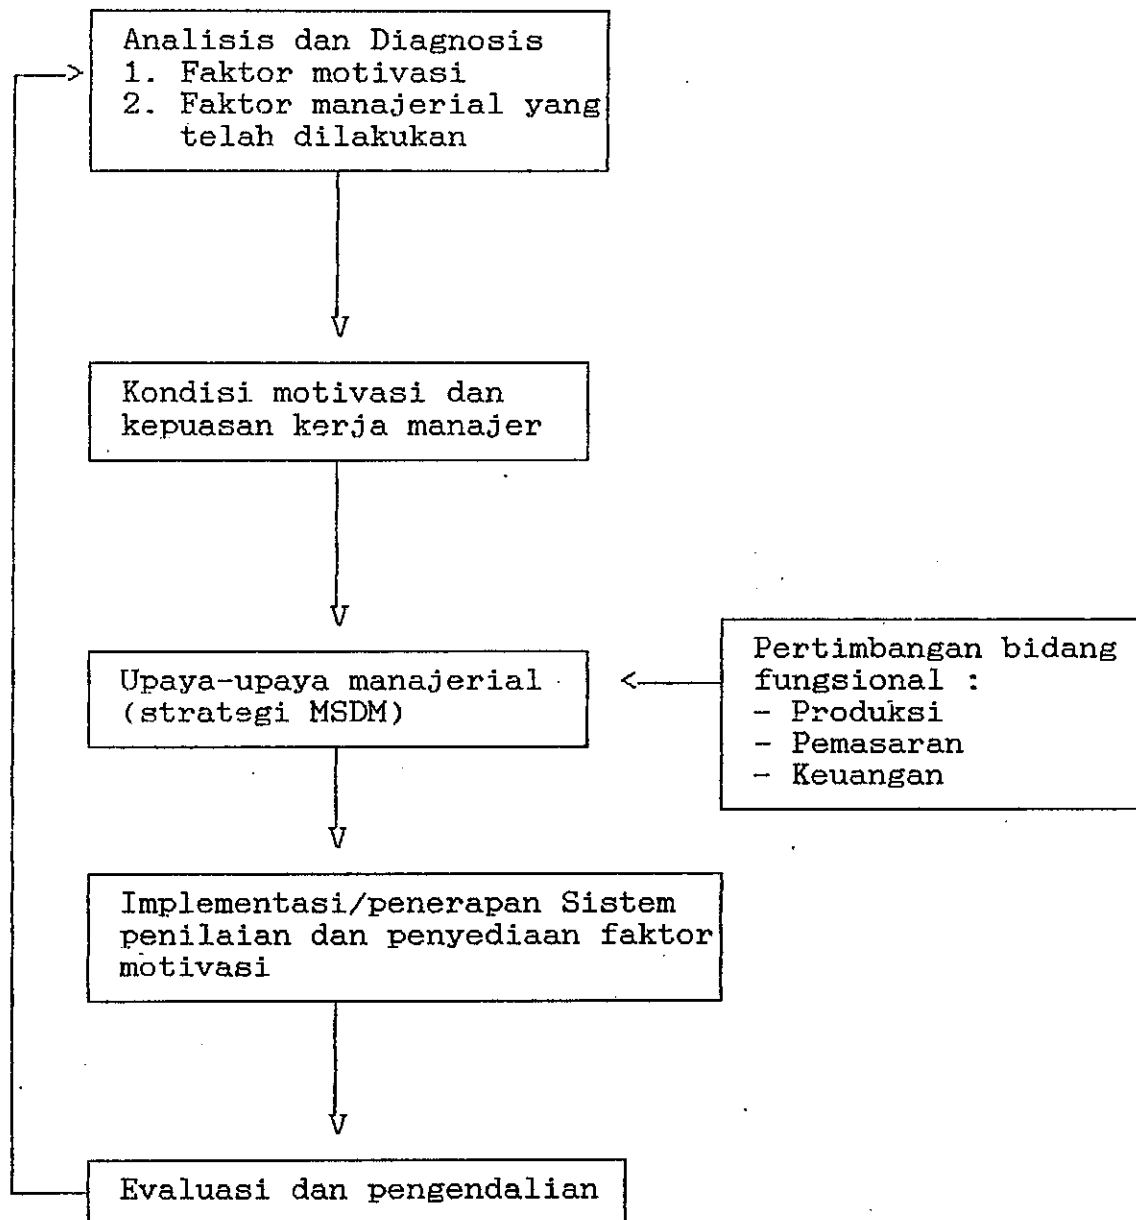 Analisis dan Diagnosis
1. Faktor motivasi
2. Faktor manajerial yang
telah dilakukan
Kondisi motivasi dan
kepuasan kerja manajer
Upaya-upaya manajerial
(strategi MSDM)
Pertimbangan bidang
fungsional :
- Produksi
- Pemasaran
- Keuangan
Implementasi/penerapan Sistem
penilaian dan penyediaan faktor
motivasi
Evaluasi dan pengendalian